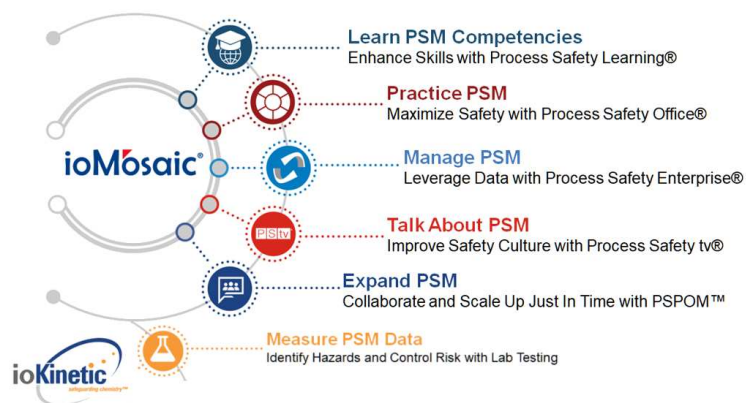 Learn PSM Competencies
Enhance Skills with Process Safety Learning®
Practice PSM
Maximize Safety with Process Safety Office®
ioMosaic®
Manage PSM
Leverage Data with Process Safety Enterprise®
PStv
Talk About PSM
Improve Safety Culture with Process Safety tv®
Expand PSM
Collaborate and Scale Up Just In Time with PSPOM™
Measure PSM Data
Identify Hazards and Control Risk with Lab Testing
ioKinetic
safeguarding chemistry™